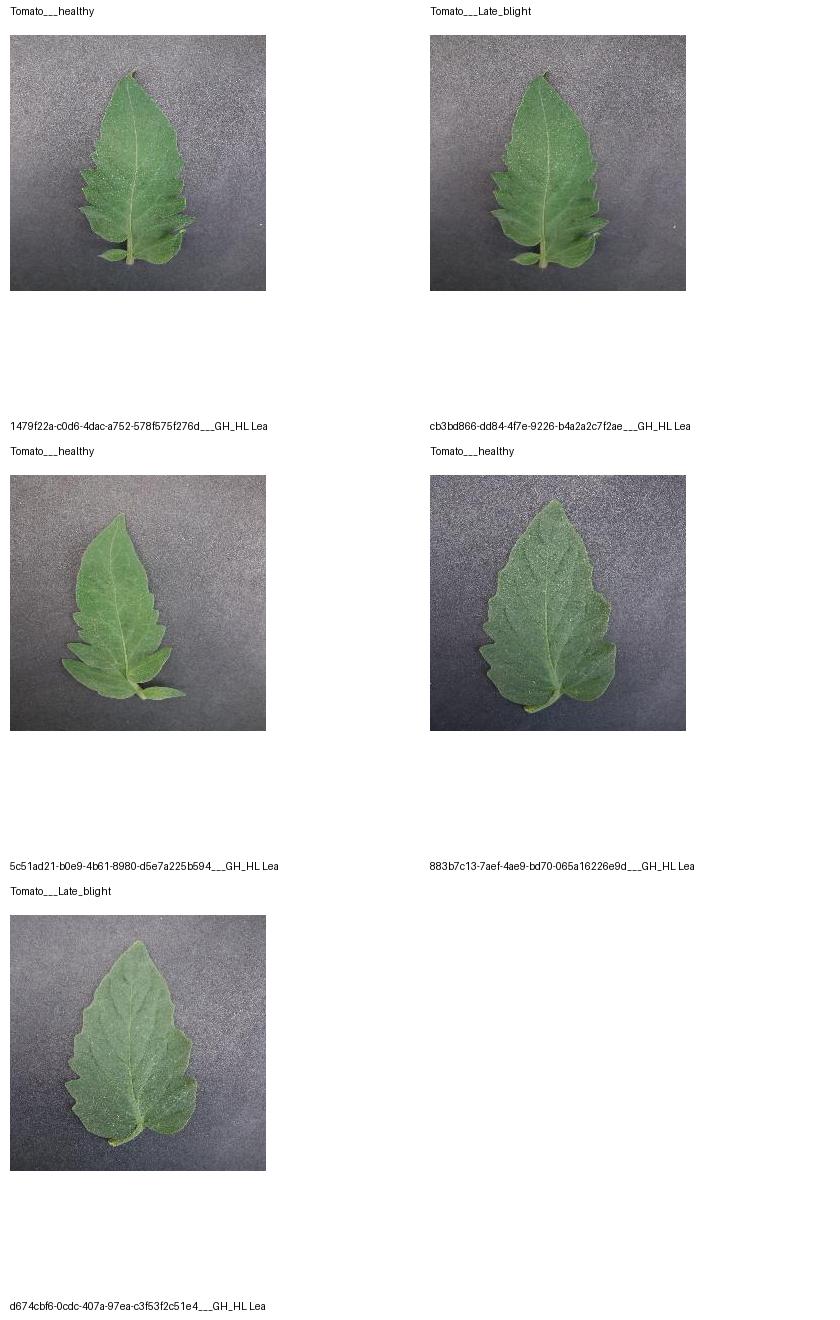 Tomato___healthy
Tomato___Late_blight
1479f22a-c0d6-4dac-a752-578f575f276d___GH_HL Lea
cb3bd866-dd84-4f7e-9226-b4a2a2c7f2ae___GH_HL Lea
Tomato___healthy
Tomato___healthy
5c51ad21-b0e9-4b61-8980-d5e7a225b594___GH_HL Lea
883b7c13-7aef-4ae9-bd70-065a16226e9d___GH_HL Lea
Tomato___Late_blight
d674cbf6-0cdc-407a-97ea-c3f53f2c51e4___GH_HL Lea